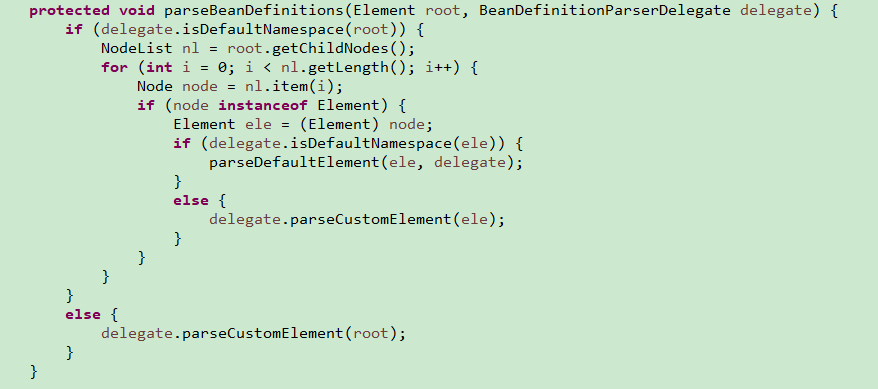 protected void parseBeanDefinitions(Element root, BeanDefinitionParserDelegate delegate) {
    if (delegate.isDefaultNamespace(root)) {
        NodeList nl = root.getChildNodes();
        for (int i = 0; i < nl.getLength(); i++) {
            Node node = nl.item(i);
            if (node instanceof Element) {
                Element ele = (Element) node;
                if (delegate.isDefaultNamespace(ele)) {
                    parseDefaultElement(ele, delegate);
                }
                else {
                    delegate.parseCustomElement(ele);
                }
            }
        }
    }
    else {
        delegate.parseCustomElement(root);
    }
}